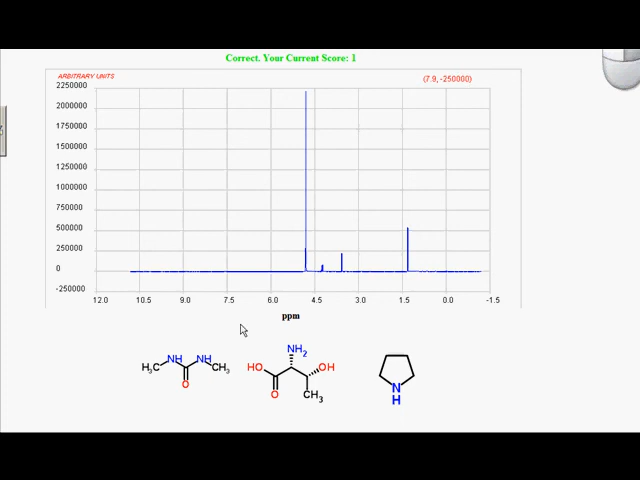 Correct. Your Current Score: 1
ARBITRARY UNITS
(7.9, -250000)
2250000
2000000
1750000
1500000
1250000
1000000
750000
500000
250000
0
-250000
12.0 10.5 9.0 7.5 6.0 4.5 3.0 1.5 0.0 -1.5
ppm
H₃C NH NH CH₃ O
NH₂ HO OH O CH₃
N H